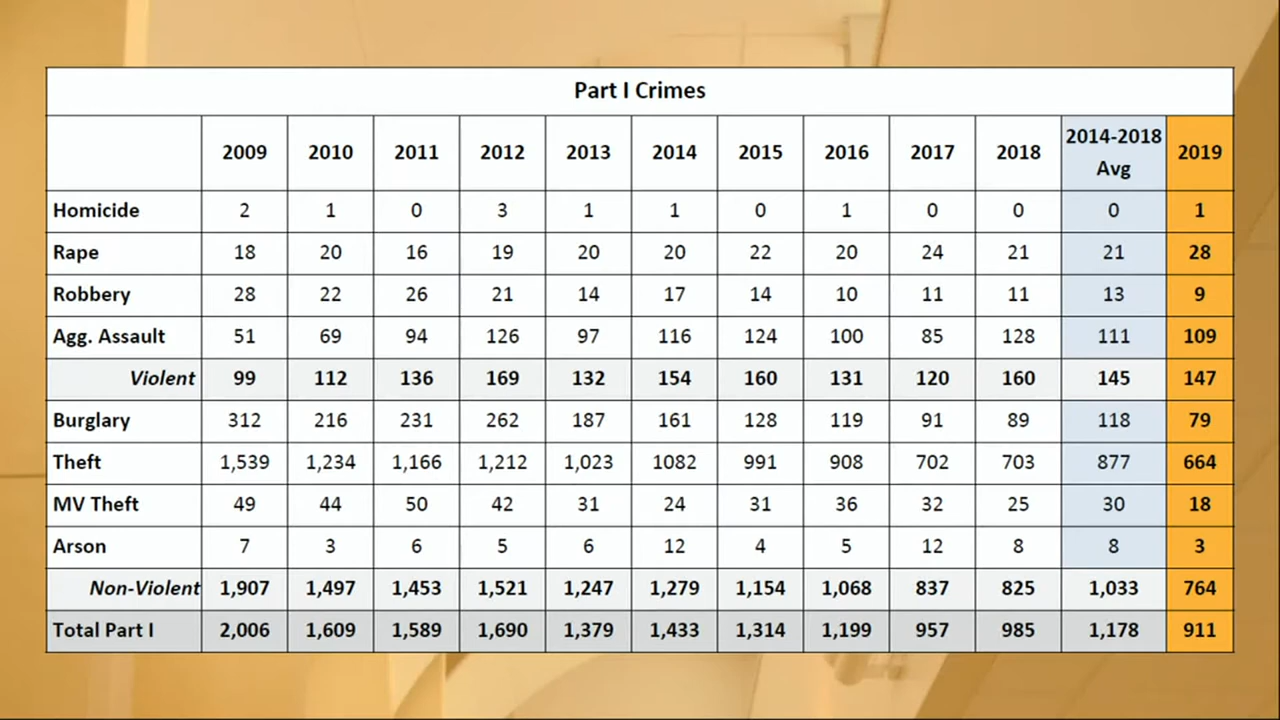 Part I Crimes
2009 2010 2011 2012 2013 2014 2015 2016 2017 2018 2014-2018 Avg 2019
Homicide 2 1 0 3 1 1 0 1 0 0 0 1
Rape 18 20 16 19 20 20 22 20 24 21 21 28
Robbery 28 22 26 21 14 17 14 10 11 11 13 9
Agg. Assault 51 69 94 126 97 116 124 100 85 128 111 109
Violent 99 112 136 169 132 154 160 131 120 160 145 147
Burglary 312 216 231 262 187 161 128 119 91 89 118 79
Theft 1,539 1,234 1,166 1,212 1,023 1082 991 908 702 703 877 664
MV Theft 49 44 50 42 31 24 31 36 32 25 30 18
Arson 7 3 6 5 6 12 4 5 12 8 8 3
Non-Violent 1,907 1,497 1,453 1,521 1,247 1,279 1,154 1,068 837 825 1,033 764
Total Part I 2,006 1,609 1,589 1,690 1,379 1,433 1,314 1,199 957 985 1,178 911